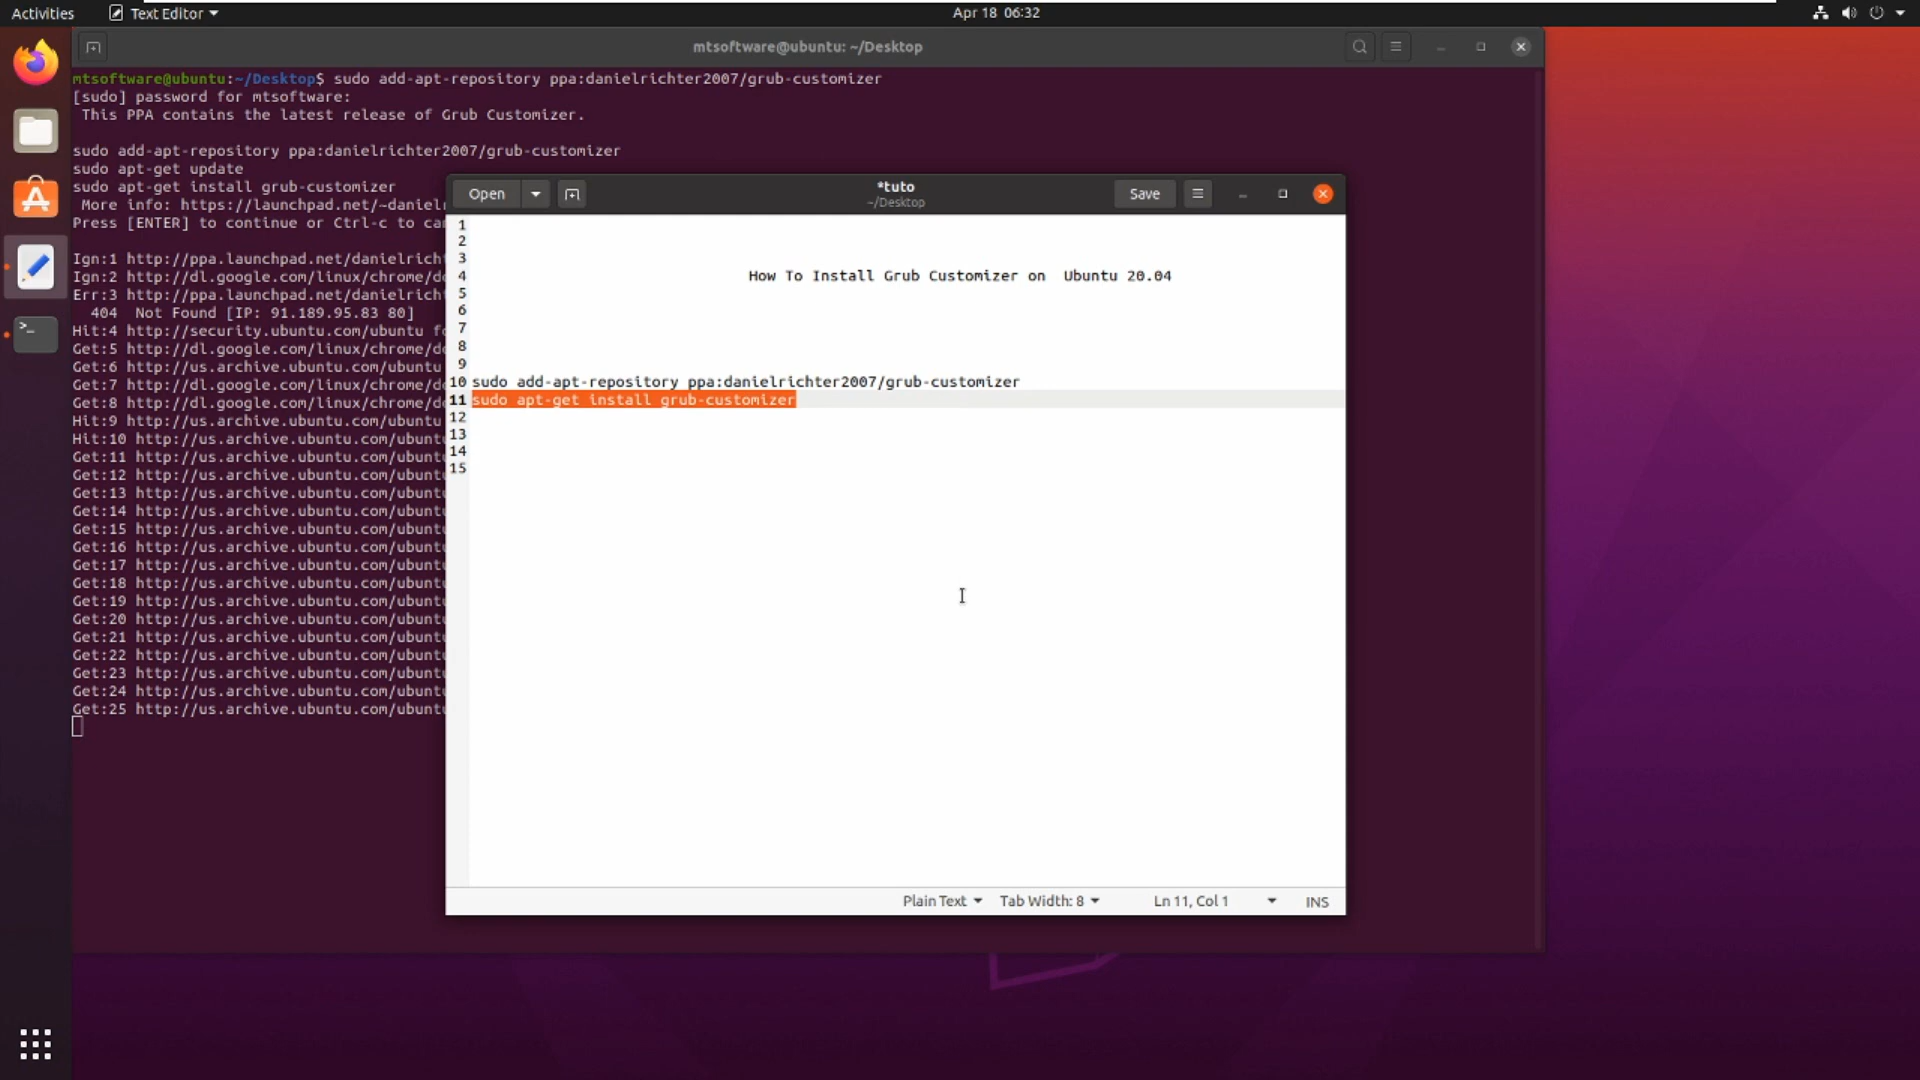 Activities
Text Editor
Apr 18 06:32
mtsoftware@ubuntu: ~/Desktop
mtsoftware@ubuntu:~/Desktop$ sudo add-apt-repository ppa:danielrichter2007/grub-customizer
[sudo] password for mtsoftware:
This PPA contains the latest release of Grub Customizer.
sudo add-apt-repository ppa:danielrichter2007/grub-customizer
sudo apt-get update
sudo apt-get install grub-customizer
More info: https://launchpad.net/~daniel
Press [ENTER] to continue or Ctrl-c to ca
Ign:1 http://ppa.launchpad.net/danielricht
Ign:2 http://dl.google.com/linux/chrome/de
Err:3 http://ppa.launchpad.net/danielricht
404 Not Found [IP: 91.189.95.83 80]
Hit:4 http://security.ubuntu.com/ubuntu fo
Get:5 http://dl.google.com/linux/chrome/de
Get:6 http://us.archive.ubuntu.com/ubuntu
Get:7 http://dl.google.com/linux/chrome/de
Get:8 http://dl.google.com/linux/chrome/de
Hit:9 http://us.archive.ubuntu.com/ubuntu
Hit:10 http://us.archive.ubuntu.com/ubunt
Get:11 http://us.archive.ubuntu.com/ubunt
Get:12 http://us.archive.ubuntu.com/ubunt
Get:13 http://us.archive.ubuntu.com/ubunt
Get:14 http://us.archive.ubuntu.com/ubunt
Get:15 http://us.archive.ubuntu.com/ubunt
Get:16 http://us.archive.ubuntu.com/ubunt
Get:17 http://us.archive.ubuntu.com/ubunt
Get:18 http://us.archive.ubuntu.com/ubunt
Get:19 http://us.archive.ubuntu.com/ubunt
Get:20 http://us.archive.ubuntu.com/ubunt
Get:21 http://us.archive.ubuntu.com/ubunt
Get:22 http://us.archive.ubuntu.com/ubunt
Get:23 http://us.archive.ubuntu.com/ubunt
Get:24 http://us.archive.ubuntu.com/ubunt
Get:25 http://us.archive.ubuntu.com/ubunt
Open
*tuto
~/Desktop
Save
1
2
3
4 How To Install Grub Customizer on  Ubuntu 20.04
5
6
7
8
9
10 sudo add-apt-repository ppa:danielrichter2007/grub-customizer
11 sudo apt-get install grub-customizer
12
13
14
15
Plain Text
Tab Width: 8
Ln 11, Col 1
INS